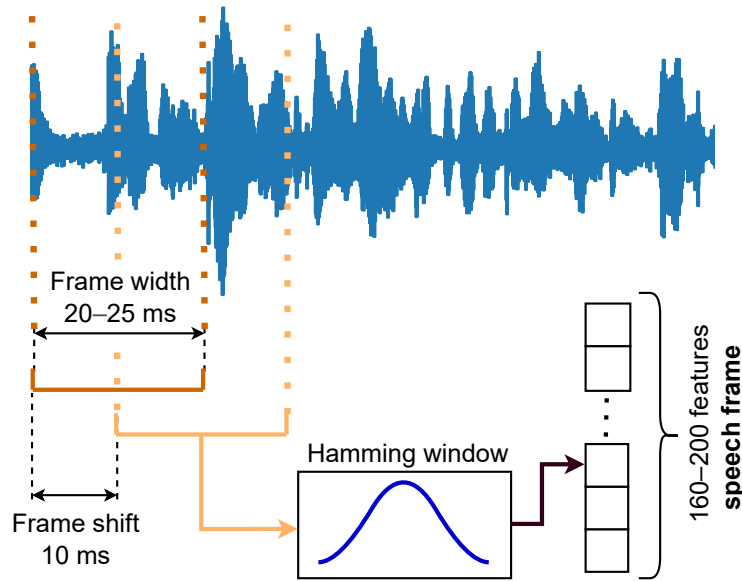 Frame width
20–25 ms
Frame shift
10 ms
Hamming window
160–200 features
speech frame